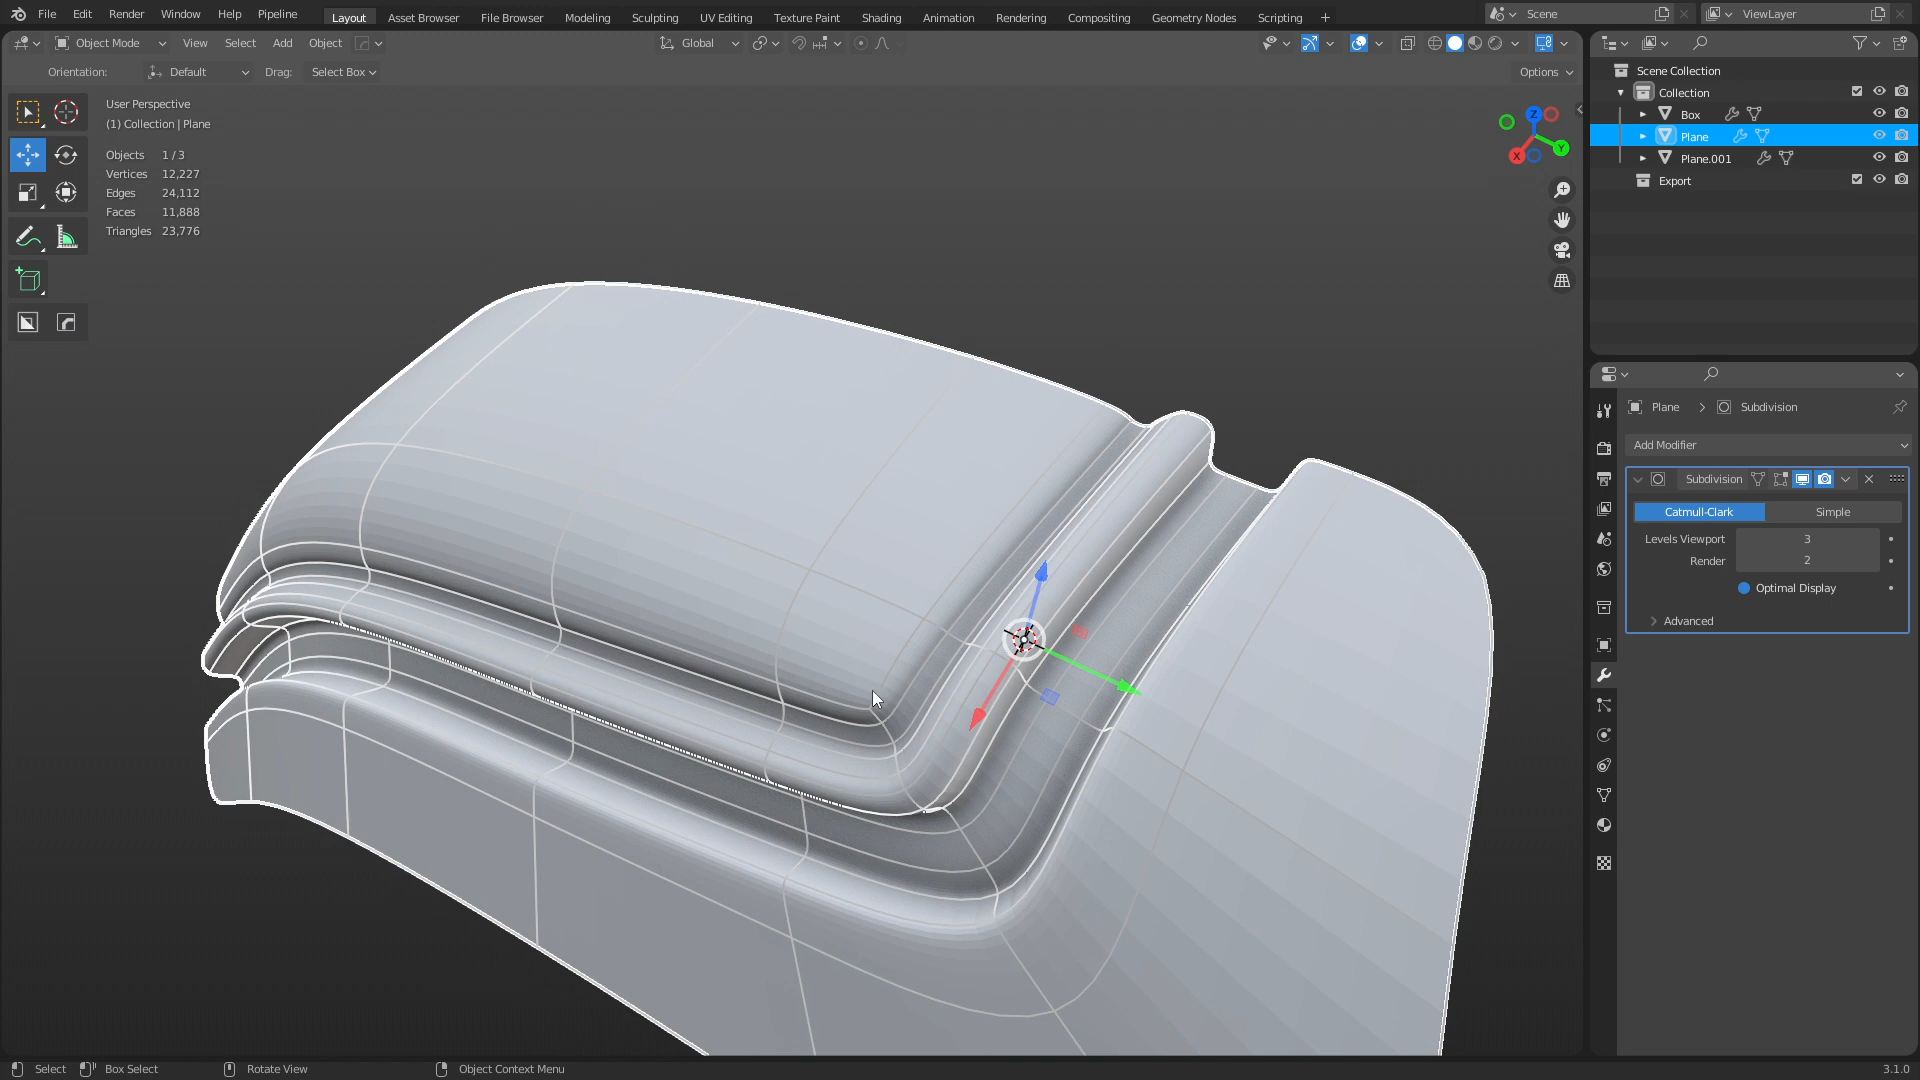 File Edit Render Window Help Pipeline Layout Asset Browser File Browser Modeling Sculpting UV Editing Texture Paint Shading Animation Rendering Compositing Geometry Nodes Scripting + Scene ViewLayer
Object Mode View Select Add Object Global
Orientation: Default Drag: Select Box Options
User Perspective
(1) Collection | Plane
Objects 1 / 3
Vertices 12,227
Edges 24,112
Faces 11,888
Triangles 23,776
Z
Y
X
Scene Collection
Collection
Box
Plane
Plane.001
Export
Plane > Subdivision
Add Modifier
Subdivision
Catmull-Clark Simple
Levels Viewport 3
Render 2
Optimal Display
Advanced
Select Box Select Rotate View Object Context Menu 3.1.0